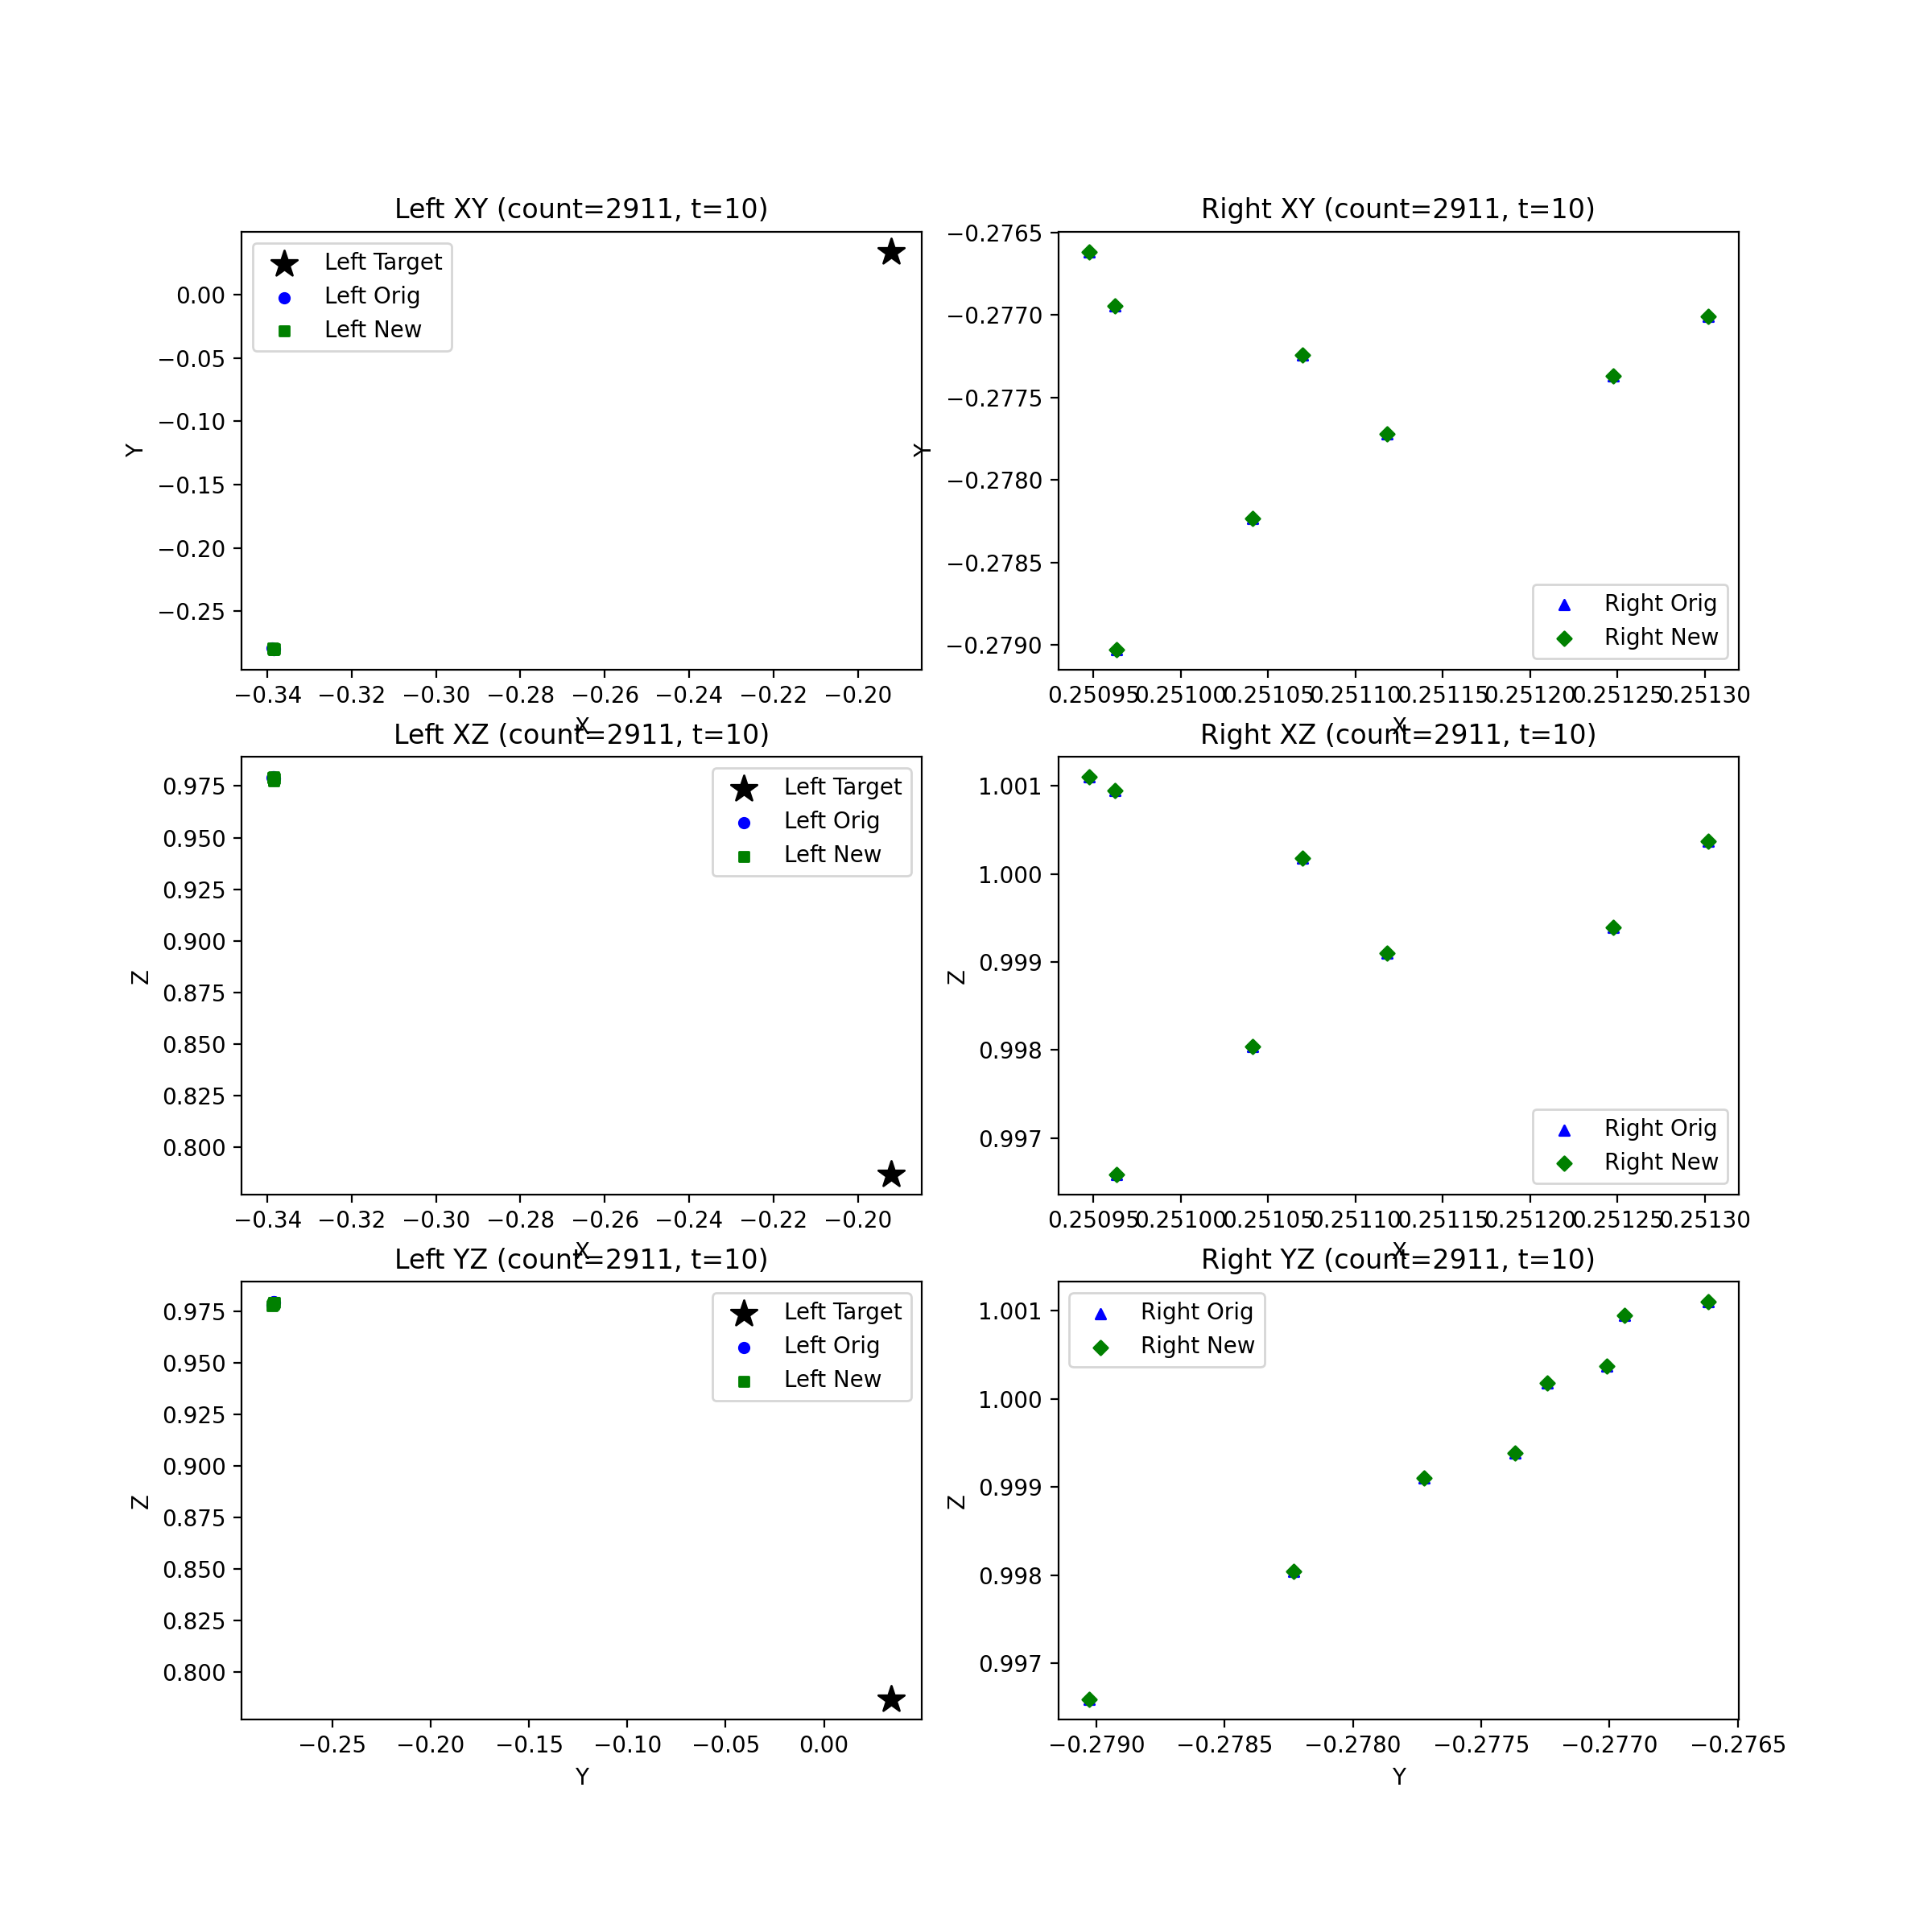 Left XY (count=2911, t=10)
Left Target
Left Orig
Left New
0.00
−0.05
−0.10
−0.15
−0.20
−0.25
Y
−0.34 −0.32 −0.30 −0.28 −0.26 −0.24 −0.22 −0.20
X
Right XY (count=2911, t=10)
−0.2765
−0.2770
−0.2775
−0.2780
−0.2785
−0.2790
Y
Right Orig
Right New
0.25095 0.25100 0.25105 0.25110 0.25115 0.25120 0.25125 0.25130
X
Left XZ (count=2911, t=10)
Left Target
Left Orig
Left New
0.975
0.950
0.925
0.900
0.875
0.850
0.825
0.800
Z
−0.34 −0.32 −0.30 −0.28 −0.26 −0.24 −0.22 −0.20
X
Right XZ (count=2911, t=10)
1.001
1.000
0.999
0.998
0.997
Z
Right Orig
Right New
0.25095 0.25100 0.25105 0.25110 0.25115 0.25120 0.25125 0.25130
X
Left YZ (count=2911, t=10)
Left Target
Left Orig
Left New
0.975
0.950
0.925
0.900
0.875
0.850
0.825
0.800
Z
−0.25 −0.20 −0.15 −0.10 −0.05 0.00
Y
Right YZ (count=2911, t=10)
Right Orig
Right New
1.001
1.000
0.999
0.998
0.997
Z
−0.2790 −0.2785 −0.2780 −0.2775 −0.2770 −0.2765
Y